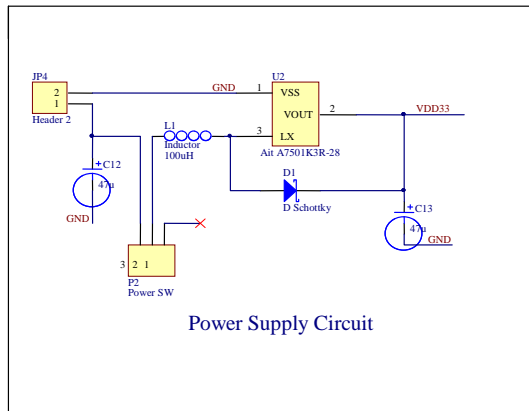 JP4
2
1
Header 2
GND
1
U2
VSS
VOUT
2
VDD33
L1
3
LX
Inductor
100uH
Ait A7501K3R-28
+
C12
47u
GND
D1
D Schottky
+
C13
47u
GND
3 2 1
P2
Power SW
Power Supply Circuit